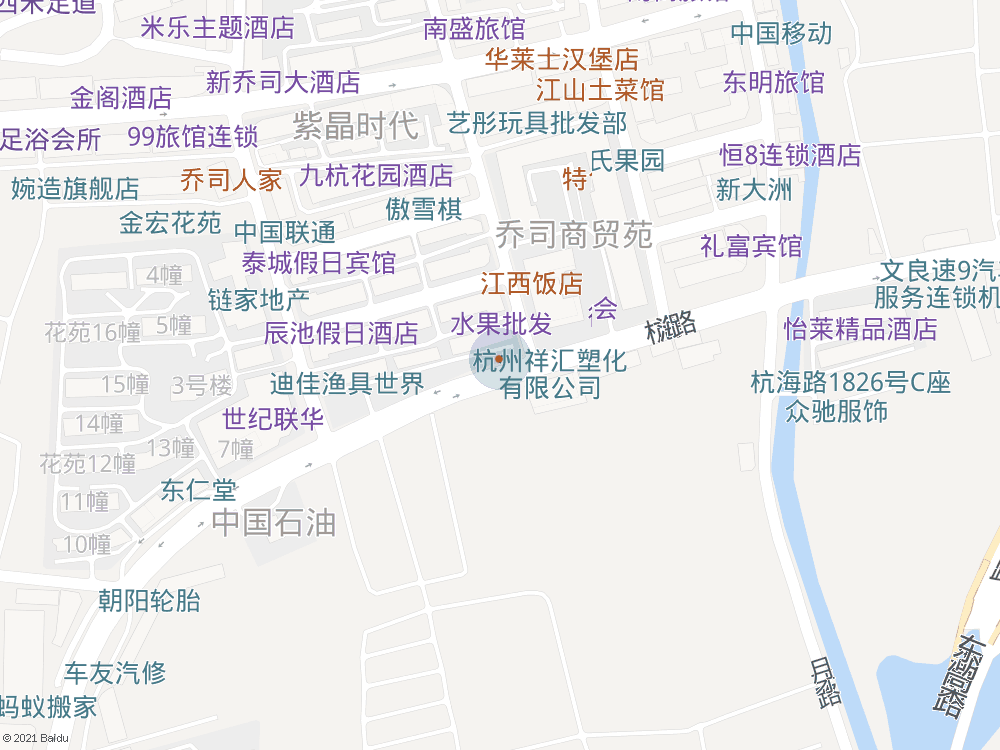 米乐主题酒店
南盛旅馆
中国移动
华莱士汉堡店
新乔司大酒店
江山土菜馆
东明旅馆
金阁酒店
紫晶时代
艺彤玩具批发部
足浴会所
99旅馆连锁
氏果园
恒8连锁酒店
婉造旗舰店
乔司人家
九杭花园酒店
特
新大洲
傲雪棋
金宏花苑
中国联通
乔司商贸苑
礼富宾馆
泰城假日宾馆
4幢
江西饭店
文良速9汽车
服务连锁机
链家地产
会
花苑16幢
5幢
辰池假日酒店
水果批发
杭海路
怡莱精品酒店
杭州祥汇塑化
有限公司
15幢
3号楼
迪佳渔具世界
杭海路1826号C座
众驰服饰
14幢
世纪联华
13幢
7幢
花苑12幢
东仁堂
11幢
中国石油
10幢
朝阳轮胎
车友汽修
东湖高架路
蚂蚁搬家
© 2021 Baidu